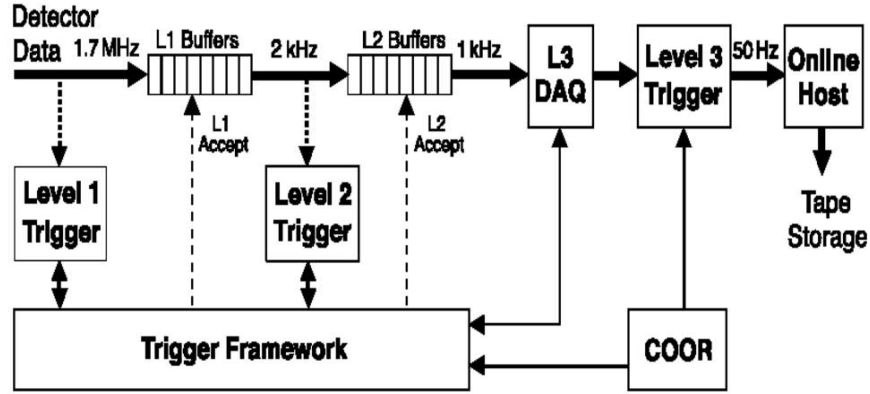 Detector
Data
1.7 MHz
L1 Buffers
2 kHz
L2 Buffers
1 kHz
L3
DAQ
Level 3
Trigger
50 Hz
Online
Host
L1
Accept
L2
Accept
Level 1
Trigger
Level 2
Trigger
Tape
Storage
Trigger Framework
COOR